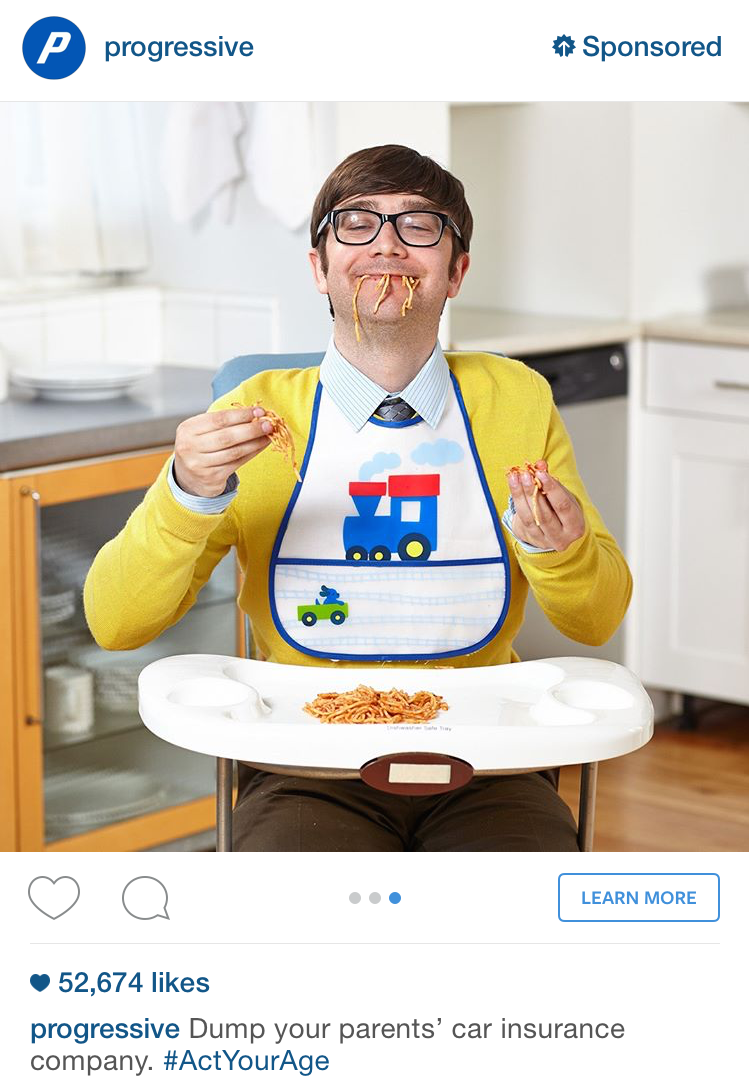 P
progressive
Sponsored
Dishwasher Safe Tray
LEARN MORE
52,674 likes
progressive Dump your parents’ car insurance
company. #ActYourAge